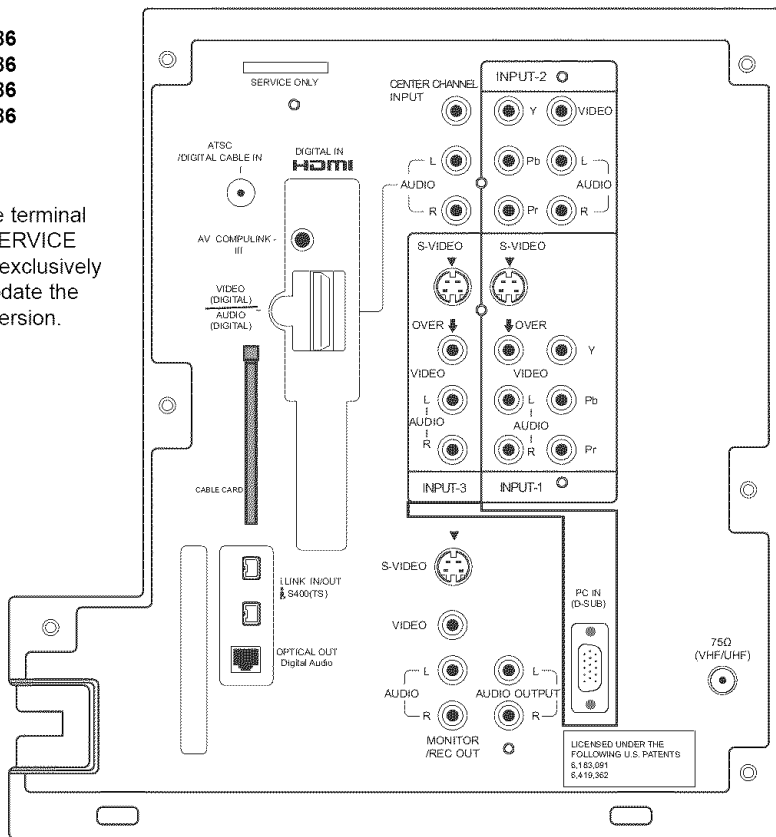 86
86
86
86
e terminal
ERVICE
exclusively
date the
ersion.
SERVICE ONLY
ATSC
/DIGITAL CABLE IN
DIGITAL IN
HDMI
AV COMPULINK -
III
VIDEO
(DIGITAL)
AUDIO
(DIGITAL)
CABLE CARD
i.LINK IN/OUT
S400(TS)
OPTICAL OUT
Digital Audio
CENTER CHANNEL
INPUT
L
AUDIO
R
INPUT-2
Y VIDEO
Pb L
AUDIO
Pr R
S-VIDEO S-VIDEO
OVER OVER
Y
VIDEO VIDEO
L L Pb
AUDIO AUDIO
R R Pr
INPUT-3 INPUT-1
S-VIDEO
VIDEO
L L
AUDIO AUDIO OUTPUT
R R
MONITOR
/REC OUT
PC IN
(D-SUB)
75Ω
(VHF/UHF)
LICENSED UNDER THE
FOLLOWING U.S. PATENTS
6,183,091
6,419,362